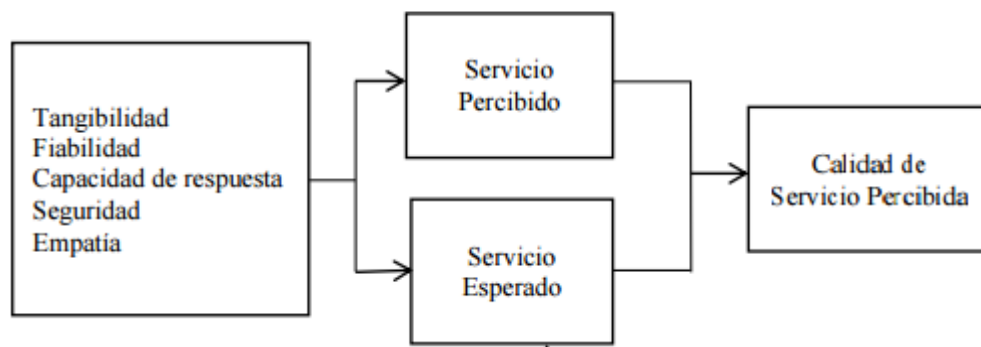 Tangibilidad
Fiabilidad
Capacidad de respuesta
Seguridad
Empatía
Servicio
Percibido
Servicio
Esperado
Calidad de
Servicio Percibida